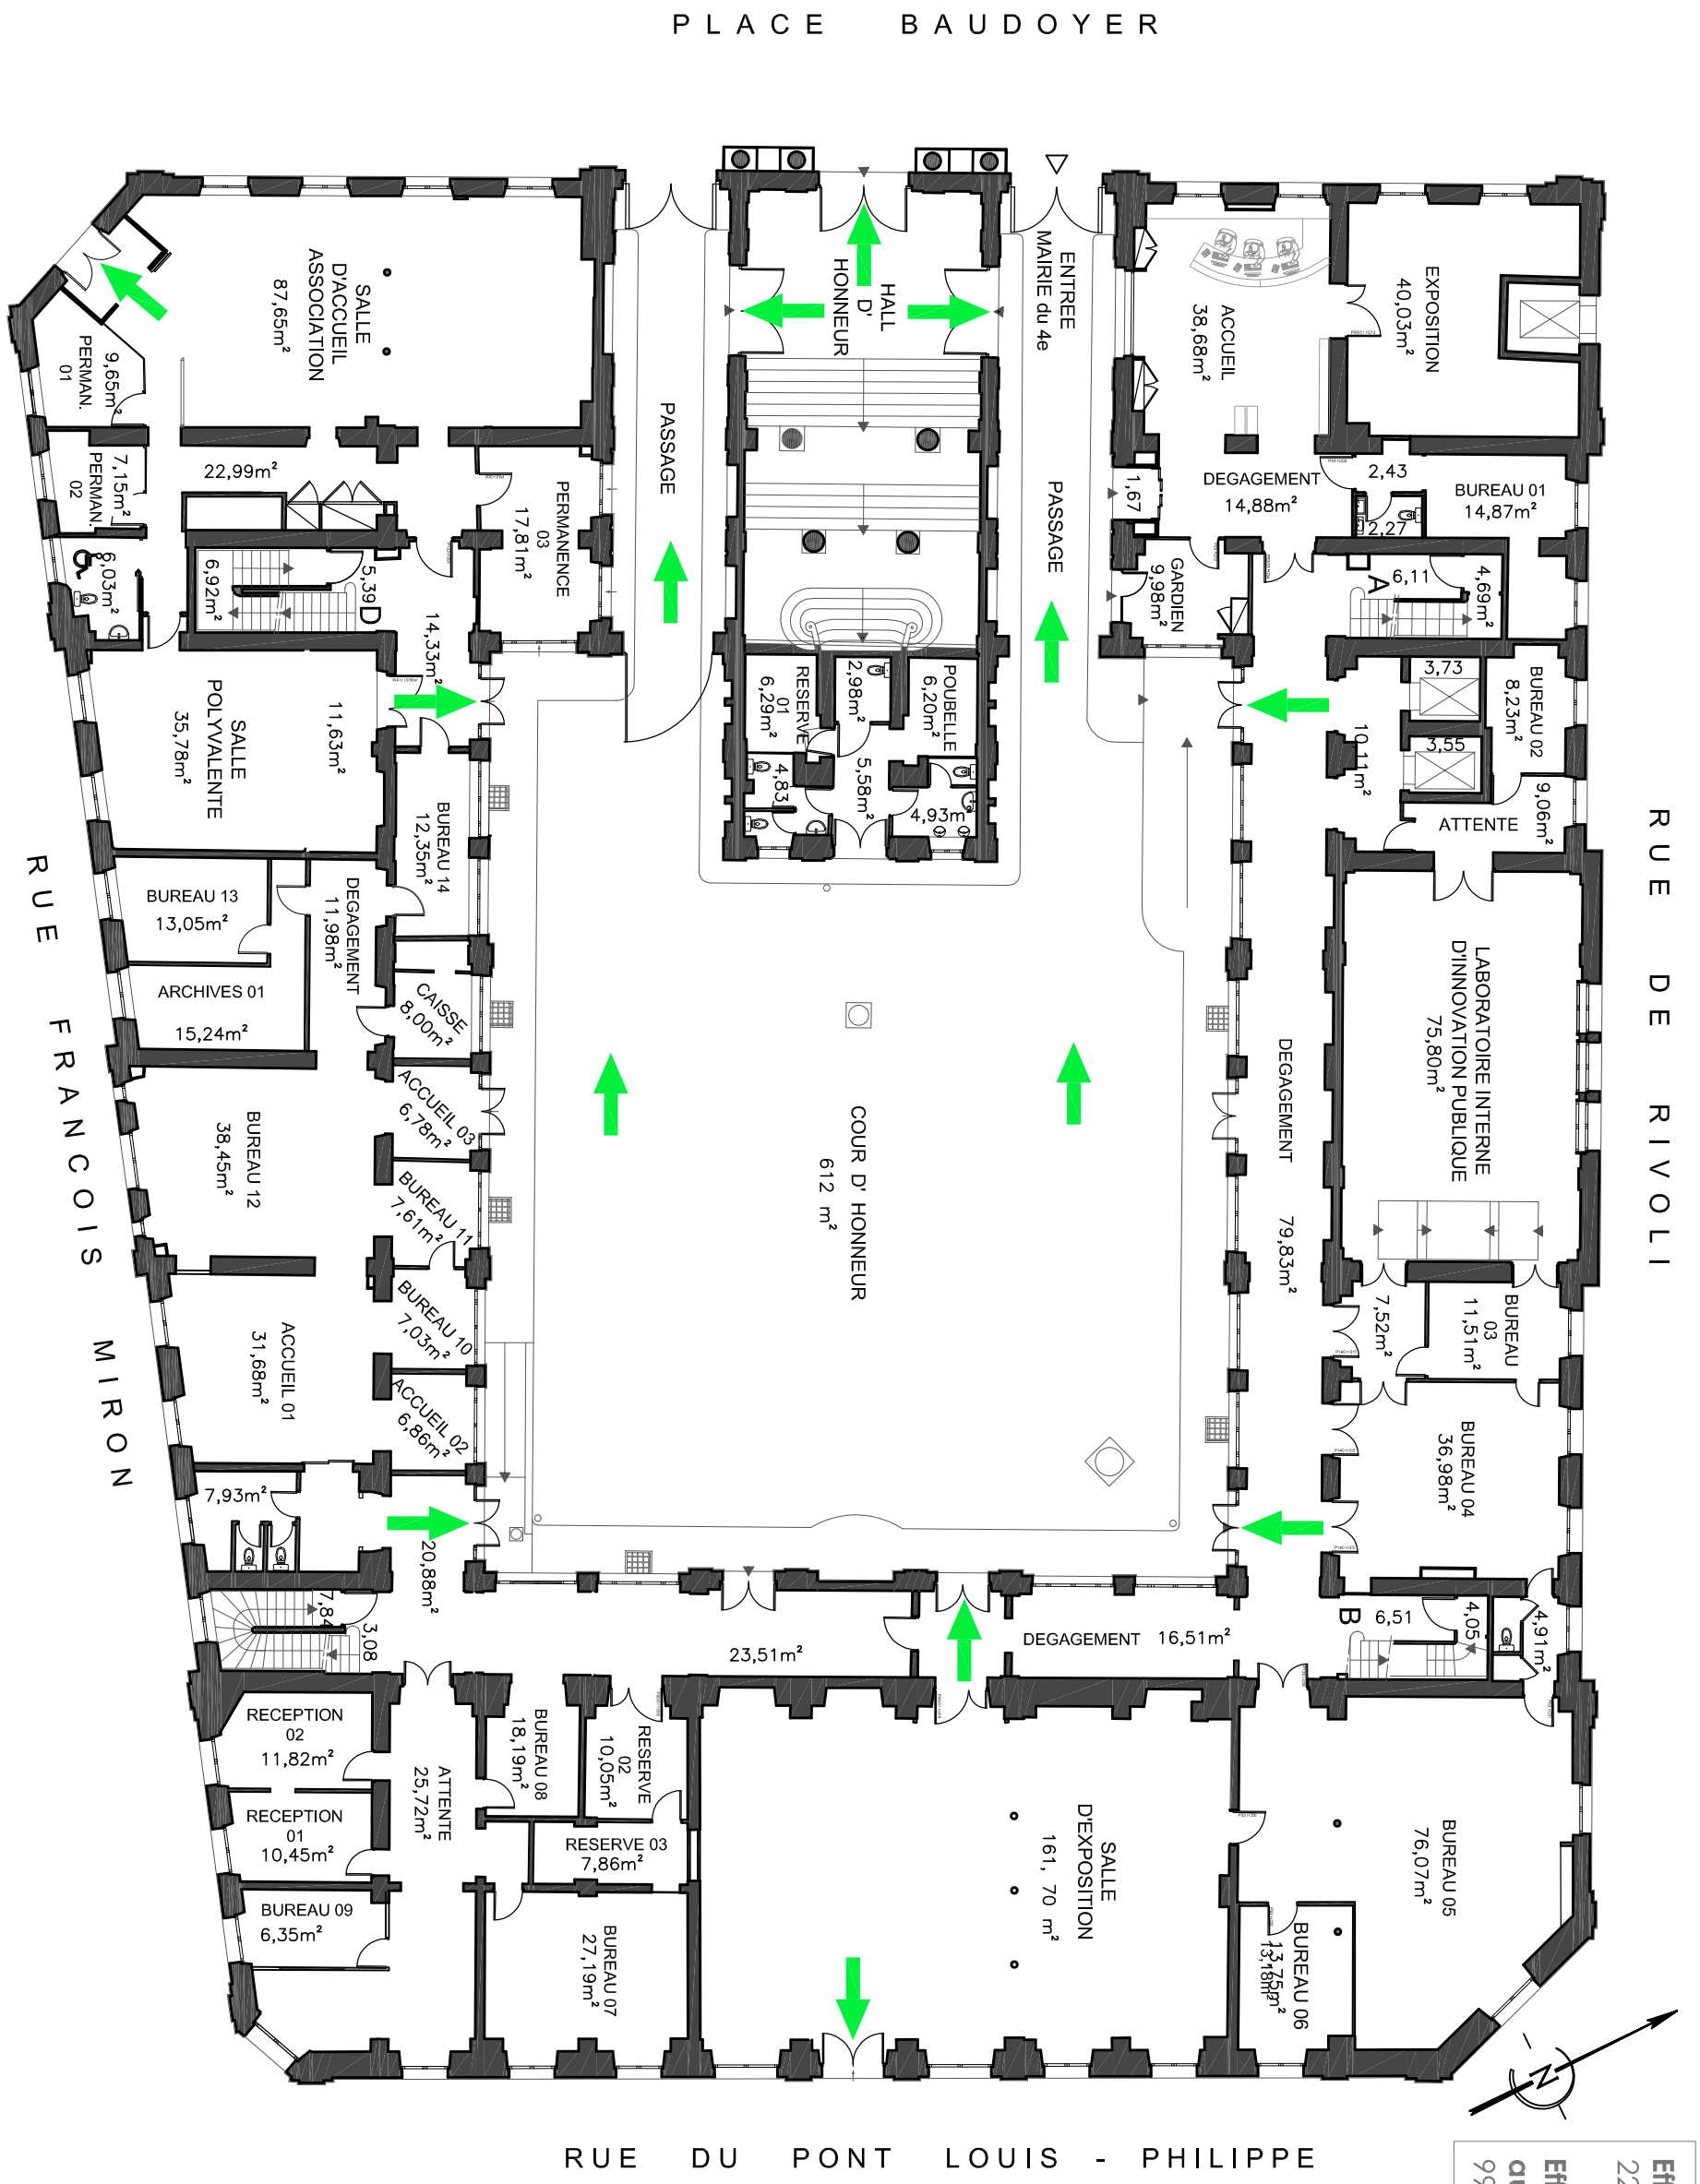 PLACE BAUDOYER
ENTREE
MAIRIE du 4e
HALL
D'
HONNEUR
SALLE
D'ACCUEIL
ASSOCIATION
87,65m²
ACCUEIL
38,68m²
EXPOSITION
40,03m²
PERMAN.
01
9,65m²
PERMAN.
02
7,15m²
22,99m²
PERMANENCE
03
17,81m²
PASSAGE
PASSAGE
1,67
DEGAGEMENT
14,88m²
2,43
2,27
BUREAU 01
14,87m²
GARDIEN
9,98m²
A
6,11
4,69m²
6,03m²
6,92m²
5,39
D
14,33m²
RESERVE
01
6,29m²
2,98m²
POUBELLE
6,20m²
4,83
5,58m²
4,93m²
3,73
3,55
BUREAU 02
8,23m²
10,11m²
9,06m²
ATTENTE
SALLE
POLYVALENTE
35,78m²
11,63m²
BUREAU 14
12,35m²
BUREAU 13
13,05m²
DEGAGEMENT
11,98m²
ARCHIVES 01
15,24m²
CAISSE
8,00m²
ACCUEIL 03
6,78m²
BUREAU 12
38,45m²
BUREAU 11
7,61m²
BUREAU 10
7,03m²
ACCUEIL 01
31,68m²
ACCUEIL 02
6,86m²
COUR D' HONNEUR
612 m²
DEGAGEMENT 79,83m²
LABORATOIRE INTERNE
D'INNOVATION PUBLIQUE
75,80m²
7,52m²
BUREAU
03
11,51m²
BUREAU 04
36,98m²
RUE DE RIVOLI
RUE FRANCOIS MIRON
7,93m²
20,88m²
7,84
3,08
23,51m²
DEGAGEMENT 16,51m²
B
6,51
4,05
4,91m²
RECEPTION
02
11,82m²
RECEPTION
01
10,45m²
BUREAU 09
6,35m²
ATTENTE
25,72m²
BUREAU 08
18,19m²
RESERVE
02
10,05m²
RESERVE 03
7,86m²
BUREAU 07
27,19m²
SALLE
D'EXPOSITION
161, 70 m²
BUREAU 05
76,07m²
BUREAU 06
13,75m²
13,18m²
N
RUE DU PONT LOUIS - PHILIPPE